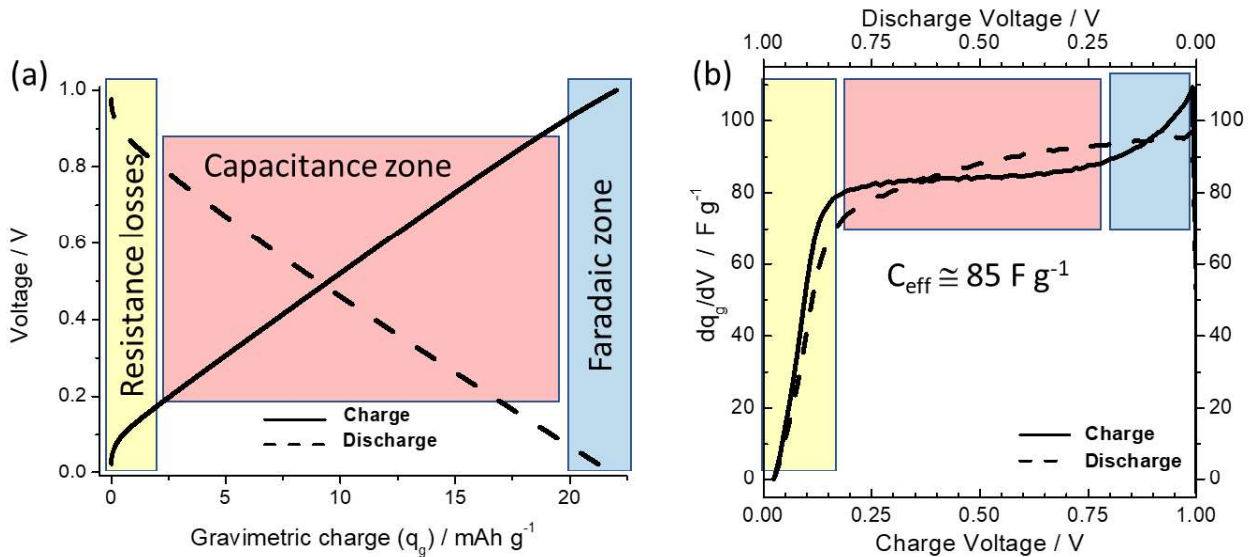 (a)
1.0
0.8
0.6
0.4
0.2
0.0
Voltage / V
Resistance losses
Capacitance zone
Faradaic zone
Charge
Discharge
0 5 10 15 20
Gravimetric charge (qg) / mAh g-1
(b)
Discharge Voltage / V
1.00 0.75 0.50 0.25 0.00
100
80
60
40
20
0
dqg/dV / F g-1
Ceff ≅ 85 F g-1
Charge
Discharge
100
80
60
40
20
0
0.00 0.25 0.50 0.75 1.00
Charge Voltage / V